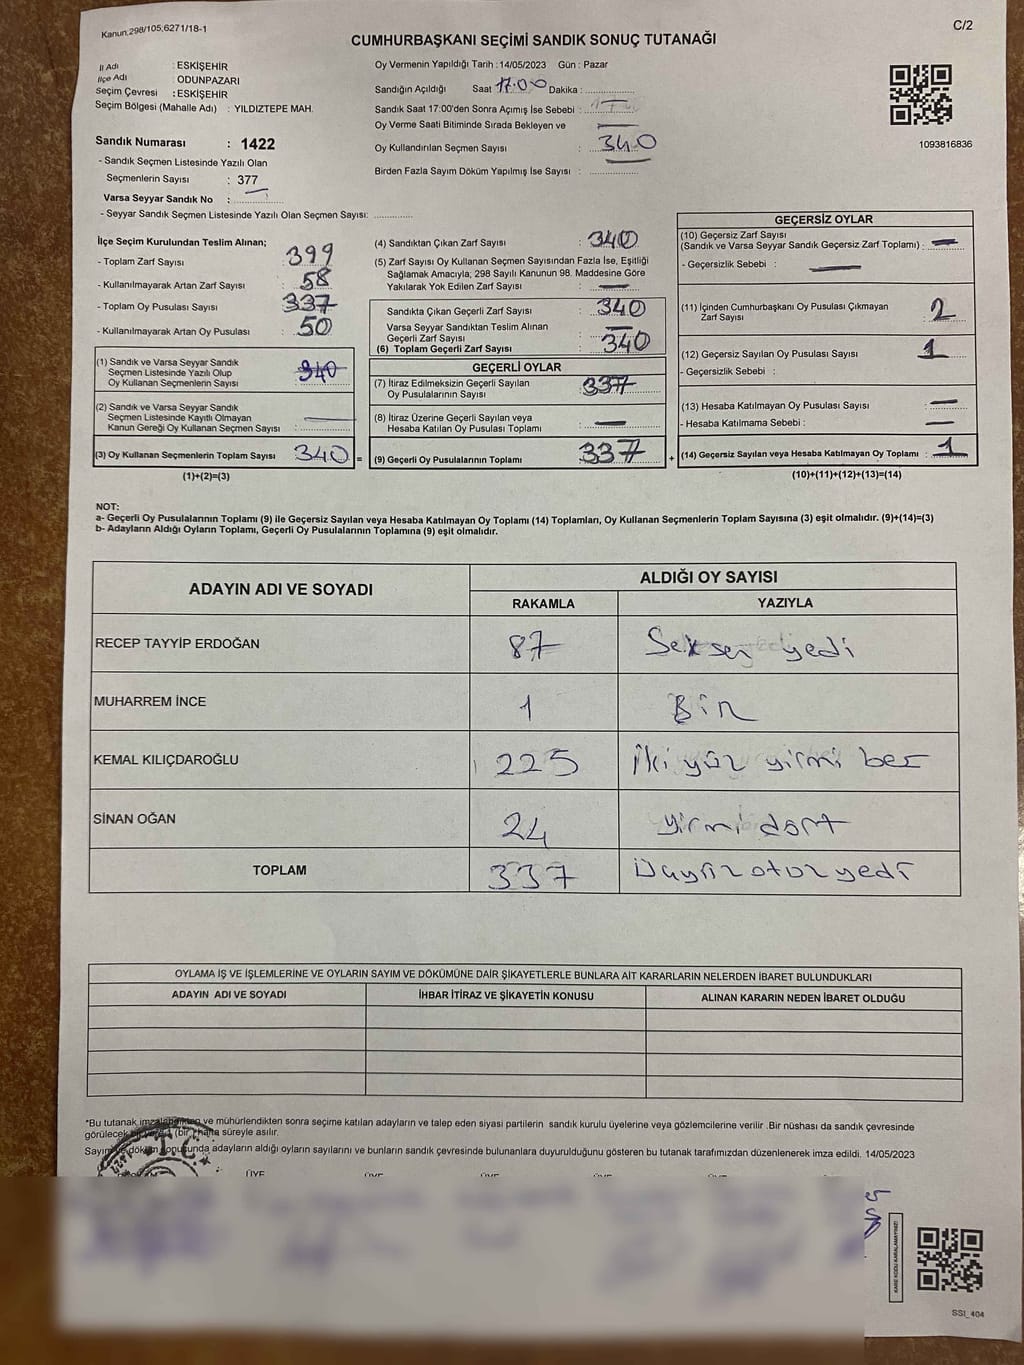 Kanun;298/105;6271/18-1
C/2
CUMHURBAŞKANI SEÇİMİ SANDIK SONUÇ TUTANAĞI
İl Adı : ESKİŞEHİR
İlçe Adı : ODUNPAZARI
Seçim Çevresi : ESKİŞEHİR
Seçim Bölgesi (Mahalle Adı) : YILDIZTEPE MAH.
Sandık Numarası : 1422
- Sandık Seçmen Listesinde Yazılı Olan
Seçmenlerin Sayısı : 377
Varsa Seyyar Sandık No :
- Seyyar Sandık Seçmen Listesinde Yazılı Olan Seçmen Sayısı:
Oy Vermenin Yapıldığı Tarih :14/05/2023 Gün : Pazar
Sandığın Açıldığı Saat 17.00 Dakika :
Sandık Saat 17:00'den Sonra Açımış İse Sebebi :
Oy Verme Saati Bitiminde Sırada Bekleyen ve
Oy Kullandırılan Seçmen Sayısı : 340
Birden Fazla Sayım Döküm Yapılmış İse Sayısı :
1093816836
İlçe Seçim Kurulundan Teslim Alınan;
- Toplam Zarf Sayısı : 399
- Kullanılmayarak Artan Zarf Sayısı : 58
- Toplam Oy Pusulası Sayısı : 337
- Kullanılmayarak Artan Oy Pusulası : 50
(1) Sandık ve Varsa Seyyar Sandık
Seçmen Listesinde Yazılı Olup
Oy Kullanan Seçmenlerin Sayısı : 340
(2) Sandık ve Varsa Seyyar Sandık
Seçmen Listesinde Kayıtlı Olmayan
Kanun Gereği Oy Kullanan Seçmen Sayısı :
(3) Oy Kullanan Seçmenlerin Toplam Sayısı : 340 =
(1)+(2)=(3)
(4) Sandıktan Çıkan Zarf Sayısı : 340
(5) Zarf Sayısı Oy Kullanan Seçmen Sayısından Fazla İse, Eşitliği
Sağlamak Amacıyla; 298 Sayılı Kanunun 98. Maddesine Göre
Yakılarak Yok Edilen Zarf Sayısı :
Sandıkta Çıkan Geçerli Zarf Sayısı : 340
Varsa Seyyar Sandıktan Teslim Alınan
Geçerli Zarf Sayısı :
(6) Toplam Geçerli Zarf Sayısı : 340
GEÇERLİ OYLAR
(7) İtiraz Edilmeksizin Geçerli Sayılan
Oy Pusulalarının Sayısı : 337
(8) İtiraz Üzerine Geçerli Sayılan veya
Hesaba Katılan Oy Pusulası Toplamı :
(9) Geçerli Oy Pusulalarının Toplamı : 337 +
GEÇERSİZ OYLAR
(10) Geçersiz Zarf Sayısı
(Sandık ve Varsa Seyyar Sandık Geçersiz Zarf Toplamı) :
- Geçersizlik Sebebi :
(11) İçinden Cumhurbaşkanı Oy Pusulası Çıkmayan
Zarf Sayısı : 2
(12) Geçersiz Sayılan Oy Pusulası Sayısı : 1
- Geçersizlik Sebebi :
(13) Hesaba Katılmayan Oy Pusulası Sayısı :
- Hesaba Katılmama Sebebi :
(14) Geçersiz Sayılan veya Hesaba Katılmayan Oy Toplamı : 1
(10)+(11)+(12)+(13)=(14)
NOT:
a- Geçerli Oy Pusulalarının Toplamı (9) ile Geçersiz Sayılan veya Hesaba Katılmayan Oy Toplamı (14) Toplamları, Oy Kullanan Seçmenlerin Toplam Sayısına (3) eşit olmalıdır. (9)+(14)=(3)
b- Adayların Aldığı Oyların Toplamı, Geçerli Oy Pusulalarının Toplamına (9) eşit olmalıdır.
ADAYIN ADI VE SOYADI
ALDIĞI OY SAYISI
RAKAMLA YAZIYLA
RECEP TAYYİP ERDOĞAN 87 Seksen yedi
MUHARREM İNCE 1 Bir
KEMAL KILIÇDAROĞLU 225 iki yüz yirmi beş
SİNAN OĞAN 24 yirmi dört
TOPLAM 337 Üçyüz otuz yedi
OYLAMA İŞ VE İŞLEMLERİNE VE OYLARIN SAYIM VE DÖKÜMÜNE DAİR ŞİKAYETLERLE BUNLARA AİT KARARLARIN NELERDEN İBARET BULUNDUKLARI
ADAYIN ADI VE SOYADI İHBAR İTİRAZ VE ŞİKAYETİN KONUSU ALINAN KARARIN NEDEN İBARET OLDUĞU
*Bu tutanak imzalandıktan ve mühürlendikten sonra seçime katılan adayların ve talep eden siyasi partilerin sandık kurulu üyelerine veya gözlemcilerine verilir .Bir nüshası da sandık çevresinde
görülecek bir yere (bir) hafta süreyle asılır.
Sayım ve döküm sonucunda adayların aldığı oyların sayılarını ve bunların sandık çevresinde bulunanlara duyurulduğunu gösteren bu tutanak tarafımızdan düzenlenerek imza edildi. 14/05/2023
T.C.
ÜYE ÜYE ÜYE ÜYE ÜYE
KARE KODU KARALAMAYINIZ!
SSI_404